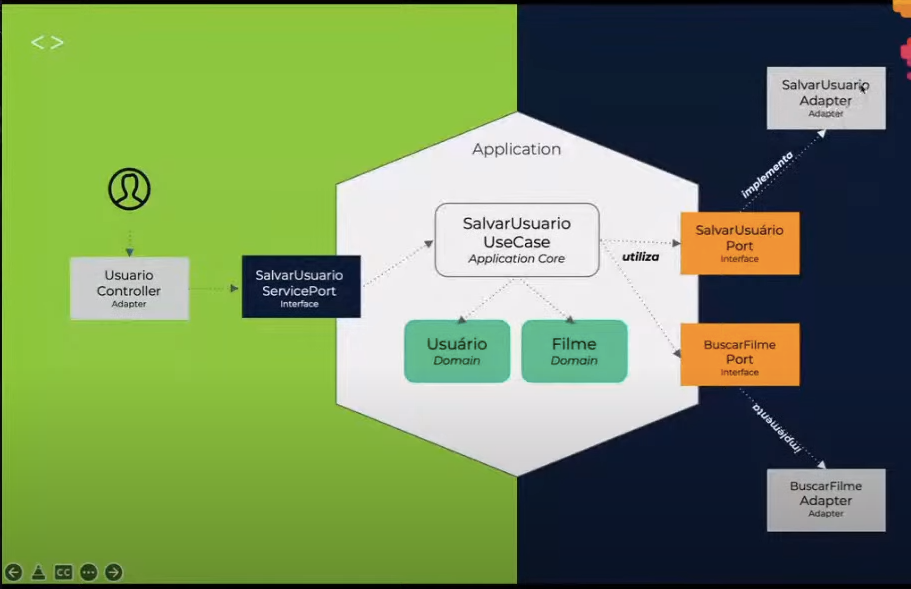 < >
Application
SalvarUsuario
Adapter
Adapter
implementa
SalvarUsuario
UseCase
Application Core
SalvarUsuário
Port
Interface
utiliza
Usuario
Controller
Adapter
SalvarUsuario
ServicePort
Interface
Usuário
Domain
Filme
Domain
BuscarFilme
Port
Interface
implementa
BuscarFilme
Adapter
Adapter
CC